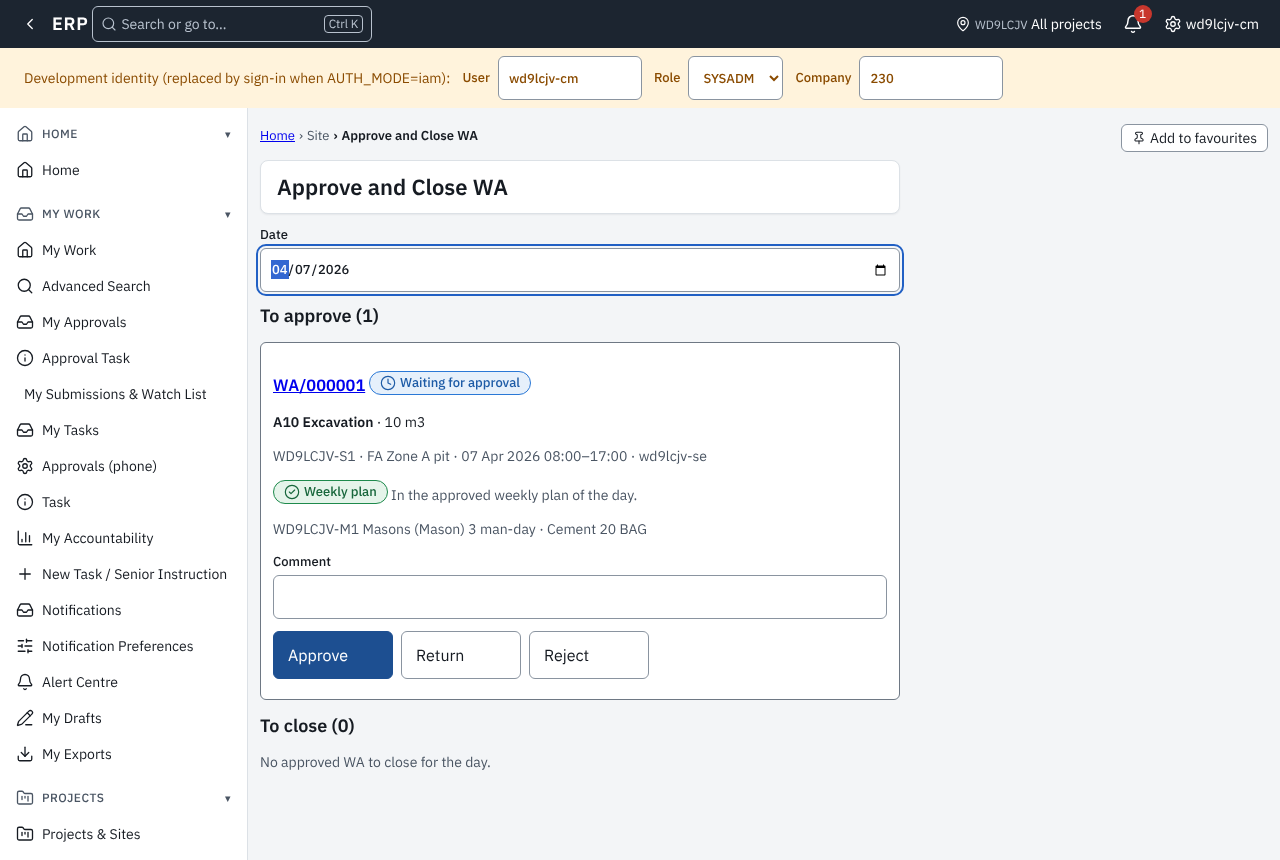 ERP Search or go to... Ctrl K WD9LCJV All projects 1 wd9lcjv-cm
Development identity (replaced by sign-in when AUTH_MODE=iam): User wd9lcjv-cm Role SYSADM Company 230
HOME
Home
MY WORK
My Work
Advanced Search
My Approvals
Approval Task
My Submissions & Watch List
My Tasks
Approvals (phone)
Task
My Accountability
New Task / Senior Instruction
Notifications
Notification Preferences
Alert Centre
My Drafts
My Exports
PROJECTS
Projects & Sites
Home › Site › Approve and Close WA
Add to favourites
Approve and Close WA
Date
04/07/2026
To approve (1)
WA/000001 Waiting for approval
A10 Excavation · 10 m3
WD9LCJV-S1 · FA Zone A pit · 07 Apr 2026 08:00–17:00 · wd9lcjv-se
Weekly plan In the approved weekly plan of the day.
WD9LCJV-M1 Masons (Mason) 3 man-day · Cement 20 BAG
Comment
Approve Return Reject
To close (0)
No approved WA to close for the day.